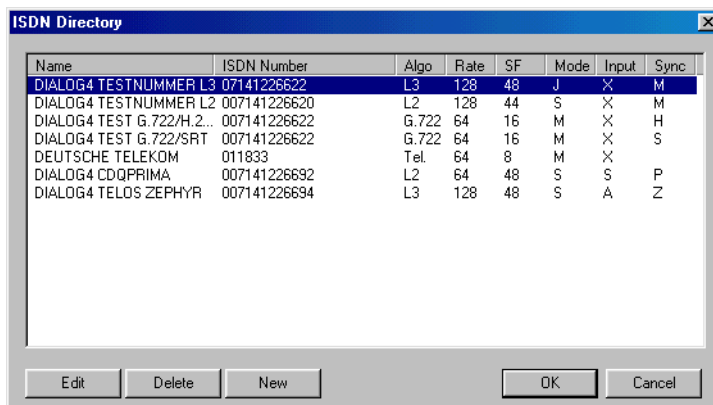 ISDN Directory
Name ISDN Number Algo Rate SF Mode Input Sync
DIALOG4 TESTNUMMER L3 07141226622 L3 128 48 J X M
DIALOG4 TESTNUMMER L2 007141226620 L2 128 44 S X M
DIALOG4 TEST G.722/H.2... 007141226622 G.722 64 16 M X H
DIALOG4 TEST G.722/SRT 007141226622 G.722 64 16 M X S
DEUTSCHE TELEKOM 011833 Tel. 64 8 M X
DIALOG4 CDQPRIMA 007141226692 L2 64 48 S S P
DIALOG4 TELOS ZEPHYR 007141226694 L3 128 48 S A Z
Edit Delete New OK Cancel